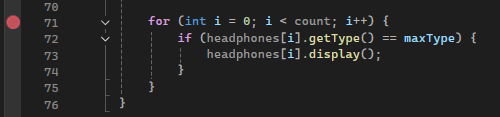 70
71 for (int i = 0; i < count; i++) {
72 if (headphones[i].getType() == maxType) {
73 headphones[i].display();
74 }
75 }
76 }